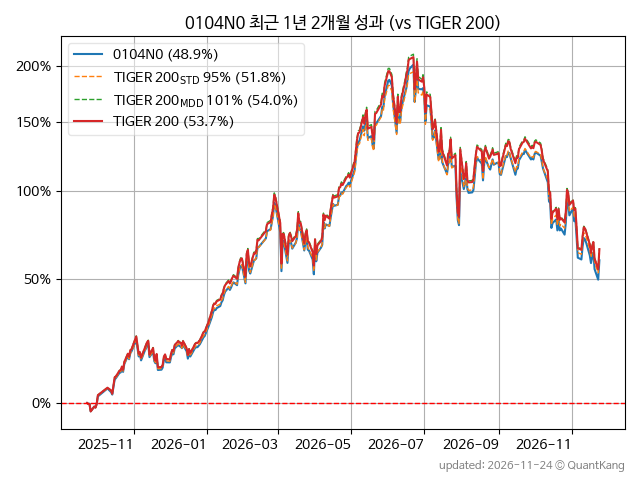 0104N0 최근 1년 2개월 성과 (vs TIGER 200)
0104N0 (48.9%)
TIGER 200STD 95% (51.8%)
TIGER 200MDD 101% (54.0%)
TIGER 200 (53.7%)
200%
150%
100%
50%
0%
2025-11 2026-01 2026-03 2026-05 2026-07 2026-09 2026-11
updated: 2026-11-24 © QuantKang